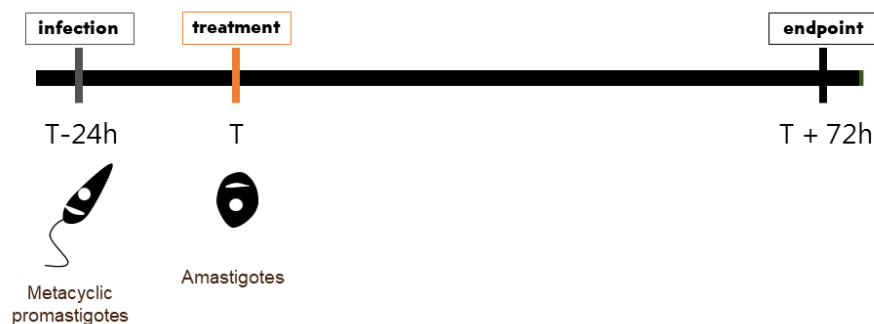 infection
treatment
endpoint
T-24h
T
T + 72h
Metacyclic
promastigotes
Amastigotes